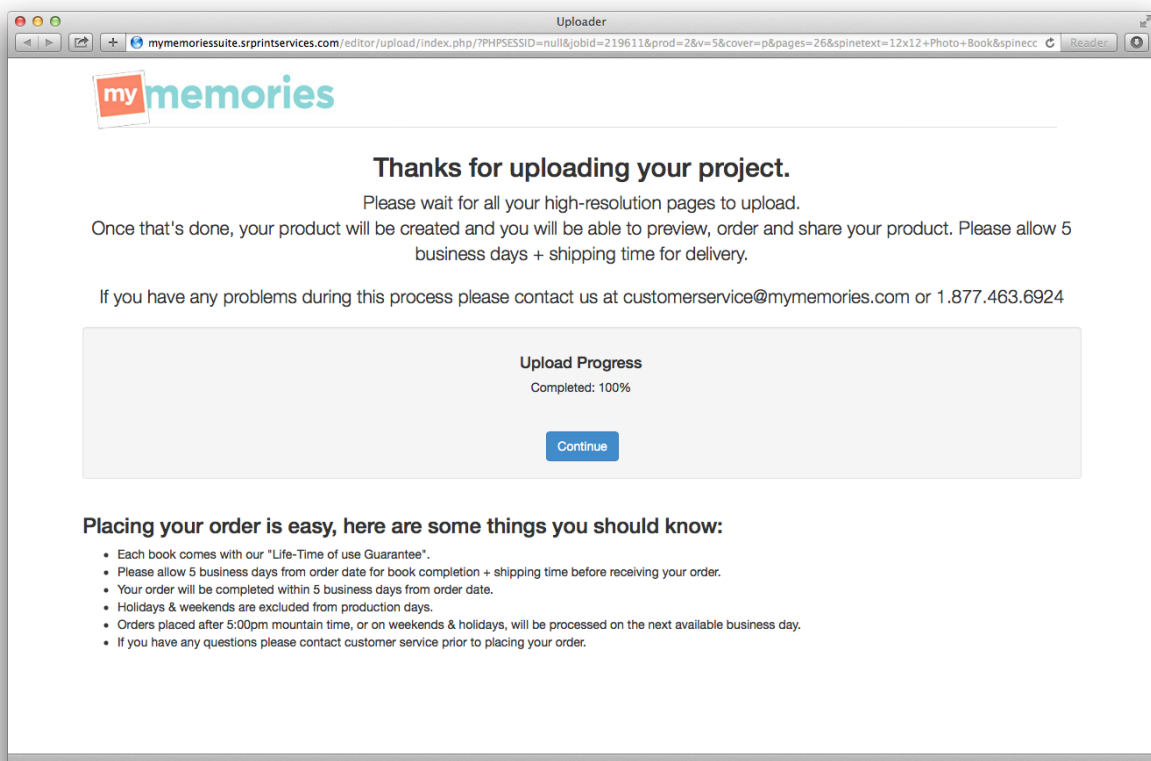 Uploader
mymemoriessuite.srprintservices.com/editor/upload/index.php/?PHPSESSID=null&jobid=219611&prod=2&v=5&cover=p&pages=26&spinetext=12x12+Photo+Book&spinecc
Reader
my memories
Thanks for uploading your project.
Please wait for all your high-resolution pages to upload.
Once that's done, your product will be created and you will be able to preview, order and share your product. Please allow 5
business days + shipping time for delivery.
If you have any problems during this process please contact us at customerservice@mymemories.com or 1.877.463.6924
Upload Progress
Completed: 100%
Continue
Placing your order is easy, here are some things you should know:
• Each book comes with our "Life-Time of use Guarantee".
• Please allow 5 business days from order date for book completion + shipping time before receiving your order.
• Your order will be completed within 5 business days from order date.
• Holidays & weekends are excluded from production days.
• Orders placed after 5:00pm mountain time, or on weekends & holidays, will be processed on the next available business day.
• If you have any questions please contact customer service prior to placing your order.